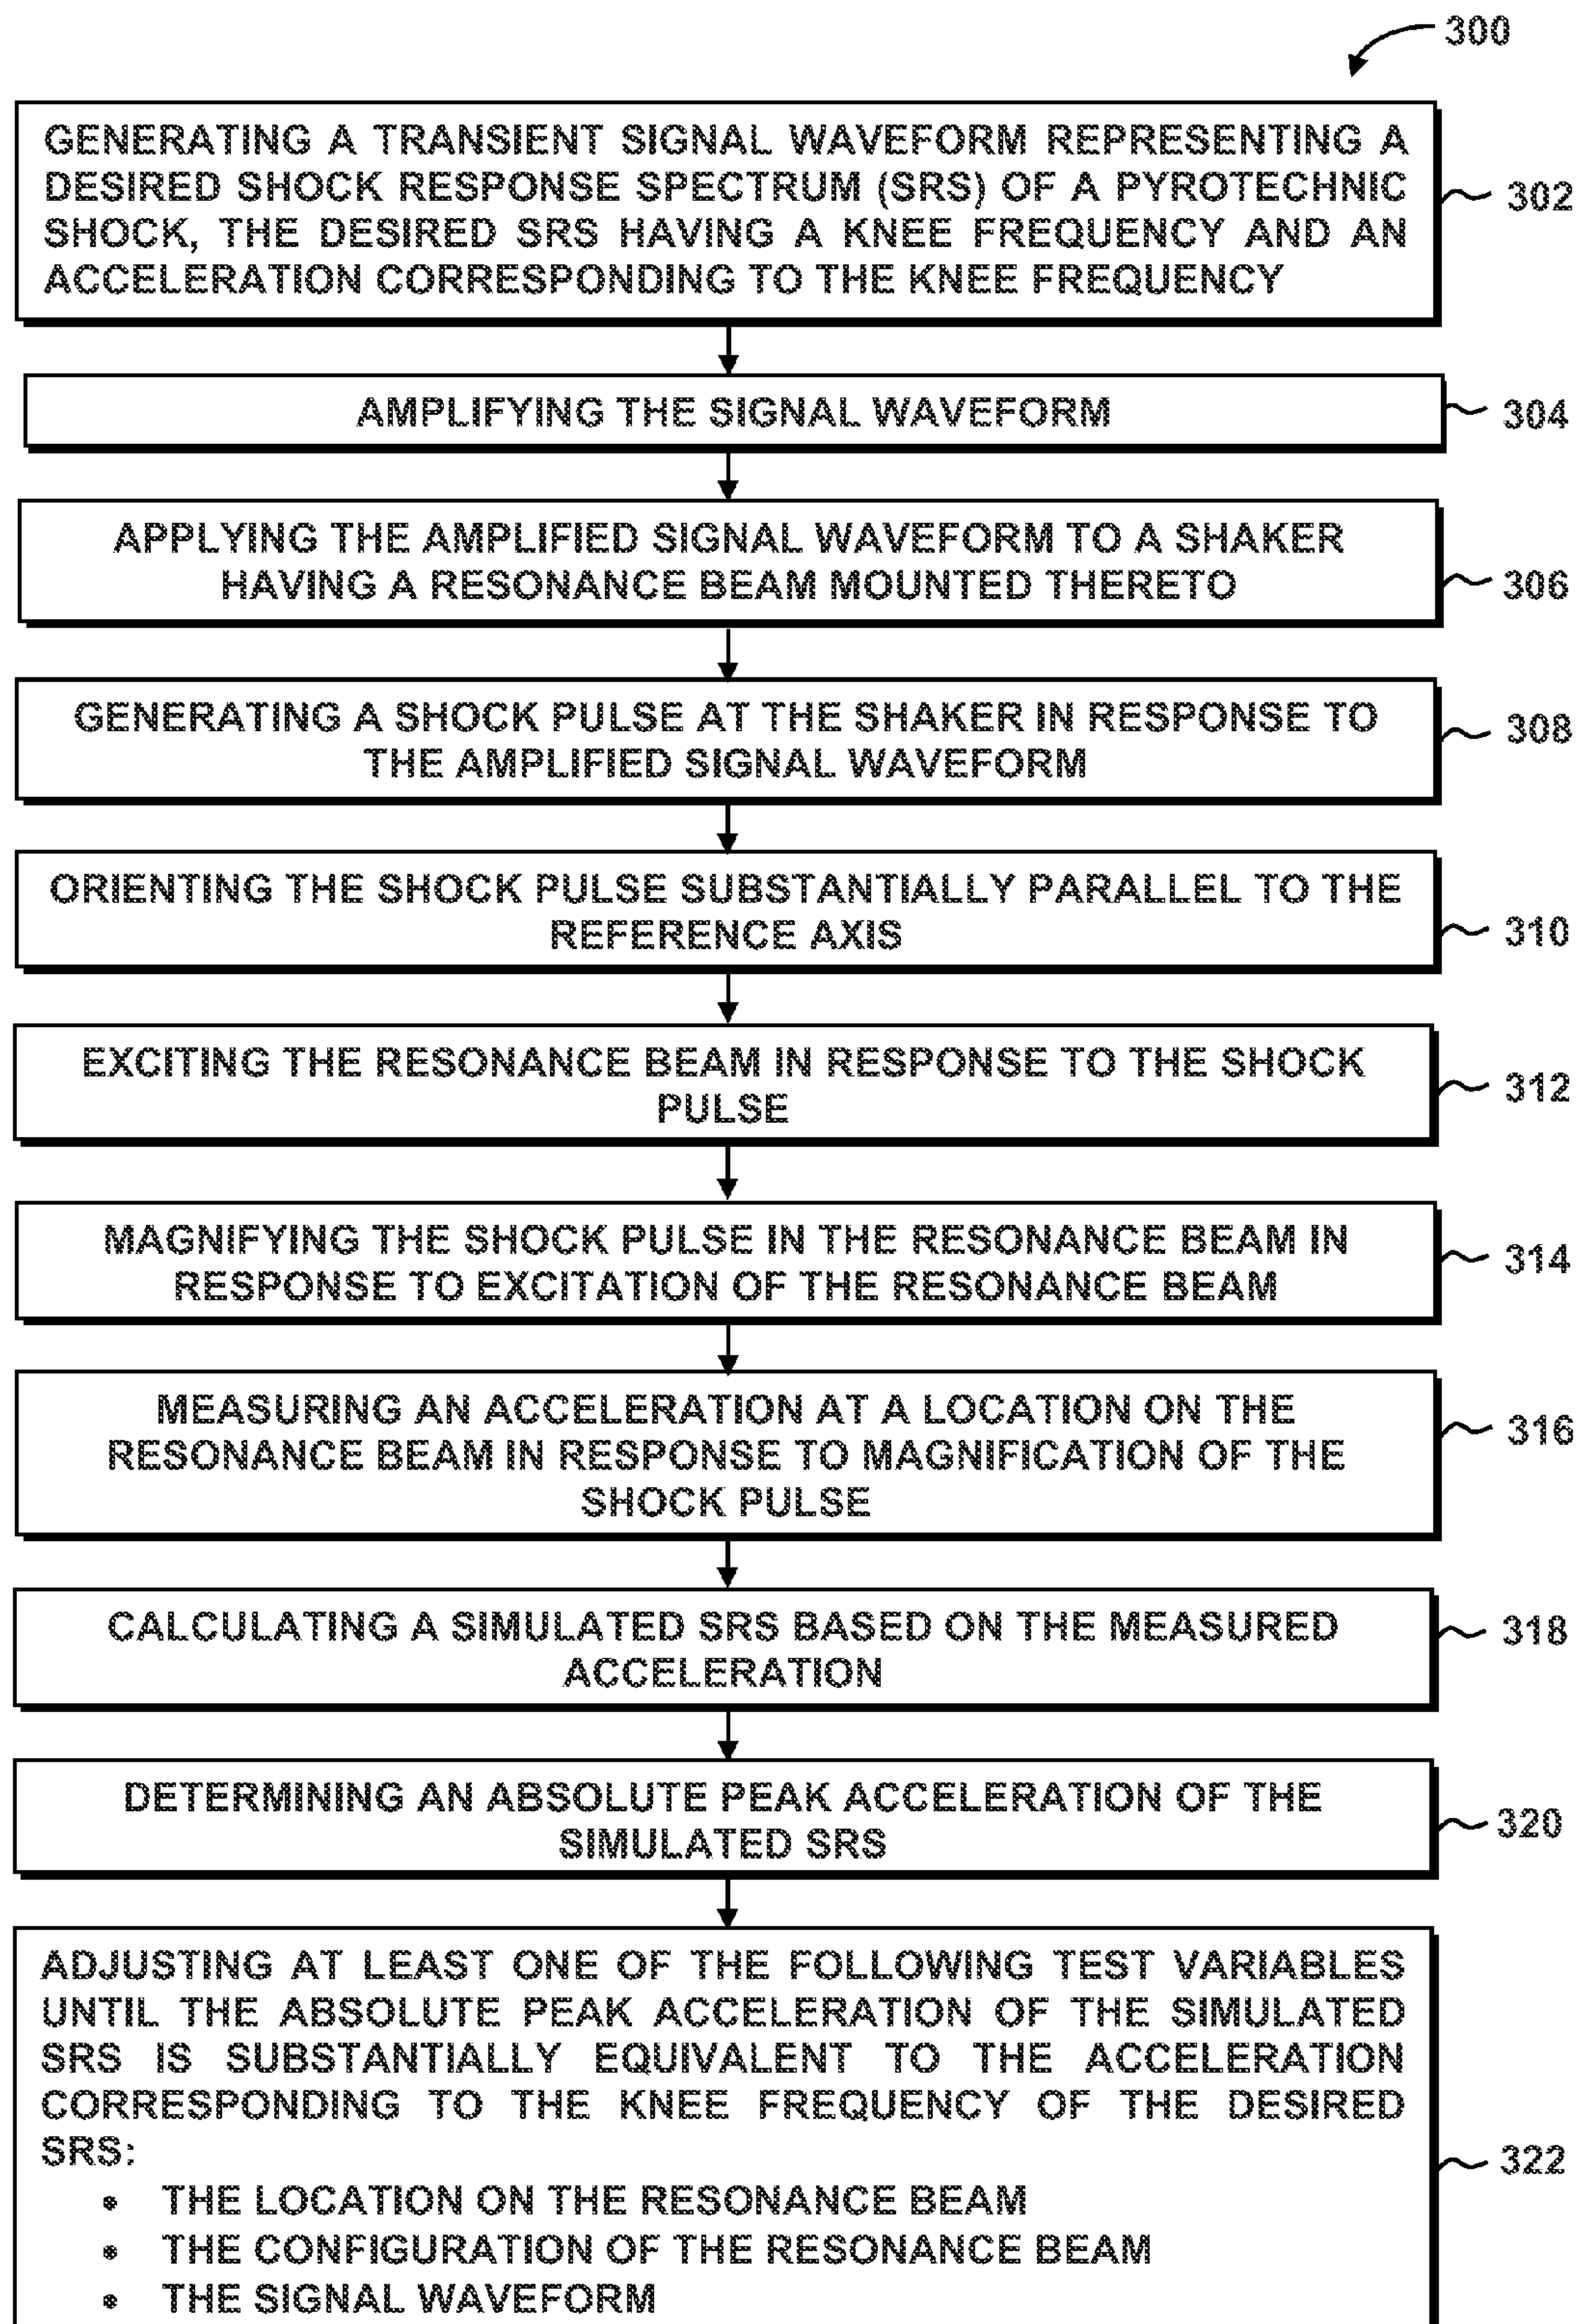 300
GENERATING A TRANSIENT SIGNAL WAVEFORM REPRESENTING A
DESIRED SHOCK RESPONSE SPECTRUM (SRS) OF A PYROTECHNIC
SHOCK, THE DESIRED SRS HAVING A KNEE FREQUENCY AND AN
ACCELERATION CORRESPONDING TO THE KNEE FREQUENCY
302
AMPLIFYING THE SIGNAL WAVEFORM
304
APPLYING THE AMPLIFIED SIGNAL WAVEFORM TO A SHAKER
HAVING A RESONANCE BEAM MOUNTED THERETO
306
GENERATING A SHOCK PULSE AT THE SHAKER IN RESPONSE TO
THE AMPLIFIED SIGNAL WAVEFORM
308
ORIENTING THE SHOCK PULSE SUBSTANTIALLY PARALLEL TO THE
REFERENCE AXIS
310
EXCITING THE RESONANCE BEAM IN RESPONSE TO THE SHOCK
PULSE
312
MAGNIFYING THE SHOCK PULSE IN THE RESONANCE BEAM IN
RESPONSE TO EXCITATION OF THE RESONANCE BEAM
314
MEASURING AN ACCELERATION AT A LOCATION ON THE
RESONANCE BEAM IN RESPONSE TO MAGNIFICATION OF THE
SHOCK PULSE
316
CALCULATING A SIMULATED SRS BASED ON THE MEASURED
ACCELERATION
318
DETERMINING AN ABSOLUTE PEAK ACCELERATION OF THE
SIMULATED SRS
320
ADJUSTING AT LEAST ONE OF THE FOLLOWING TEST VARIABLES
UNTIL THE ABSOLUTE PEAK ACCELERATION OF THE SIMULATED
SRS IS SUBSTANTIALLY EQUIVALENT TO THE ACCELERATION
CORRESPONDING TO THE KNEE FREQUENCY OF THE DESIRED
SRS:
• THE LOCATION ON THE RESONANCE BEAM
• THE CONFIGURATION OF THE RESONANCE BEAM
• THE SIGNAL WAVEFORM
322